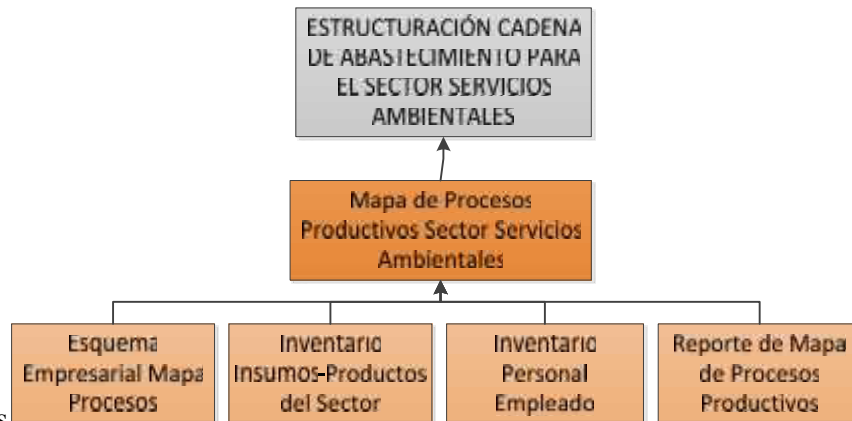 ESTRUCTURACIÓN CADENA
DE ABASTECIMIENTO PARA
EL SECTOR SERVICIOS
AMBIENTALES
Mapa de Procesos
Productivos Sector Servicios
Ambientales
Esquema
Empresarial Mapa
Procesos
Inventario
Insumos-Productos
del Sector
Inventario
Personal
Empleado
Reporte de Mapa
de Procesos
Productivos
s